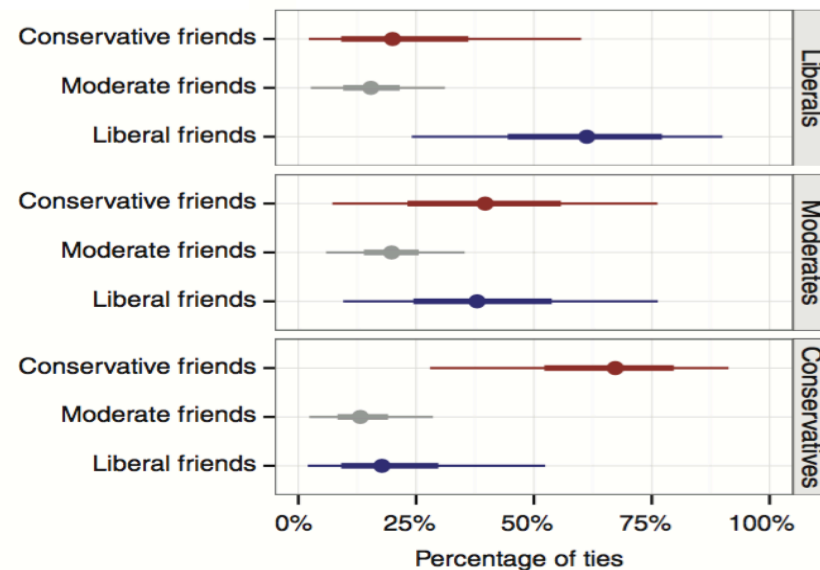 Conservative friends
Moderate friends
Liberal friends
Liberals
Conservative friends
Moderate friends
Liberal friends
Moderates
Conservative friends
Moderate friends
Liberal friends
Conservatives
0% 25% 50% 75% 100%
Percentage of ties